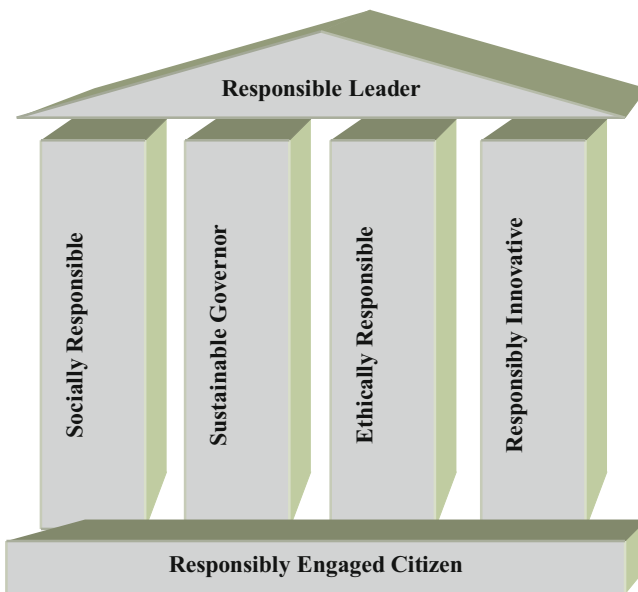 Responsible Leader
Socially Responsible
Sustainable Governor
Ethically Responsible
Responsibly Innovative
Responsibly Engaged Citizen